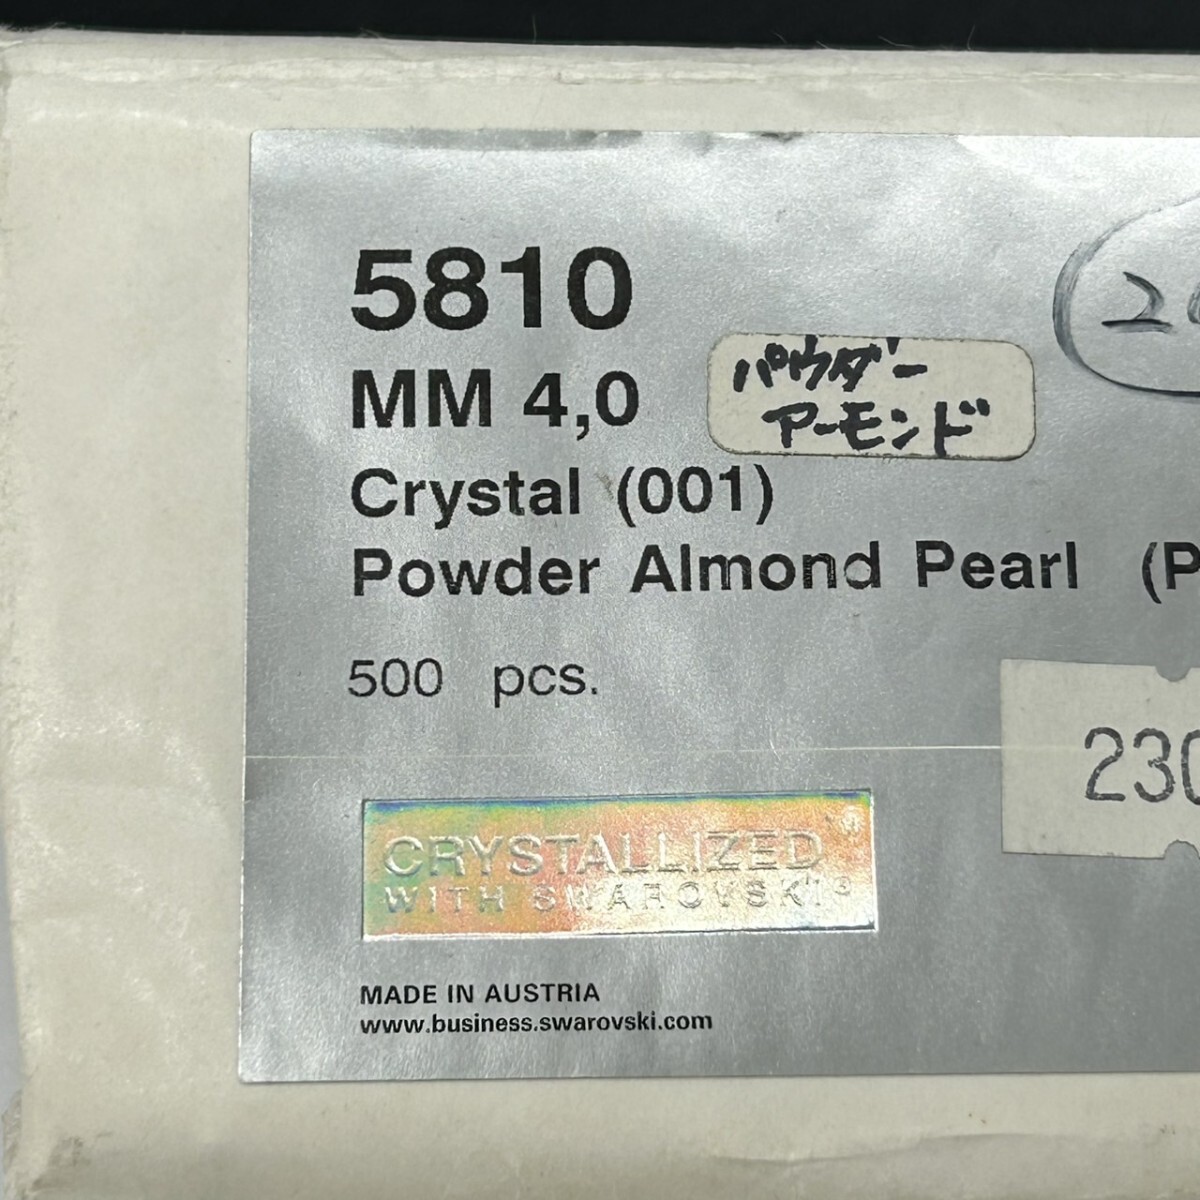 5810
MM 4,0
パウダー
アーモンド
Crystal (001)
Powder Almond Pearl (P
500 pcs.
230
CRYSTALLIZED®
WITH SWAROVSKI®
MADE IN AUSTRIA
www.business.swarovski.com